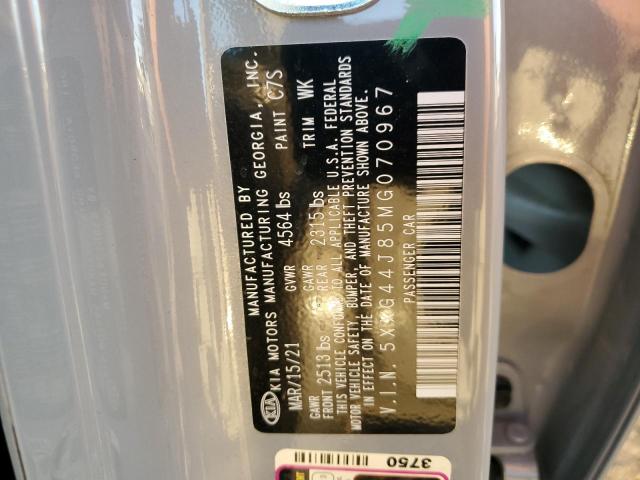 MANUFACTURED BY
KIA KIA MOTORS MANUFACTURING GEORGIA, INC.
MAR/15/21 GVWR 4564 lbs PAINT C7S
GAWR FRONT 2513 lbs GAWR REAR 2315 lbs TRIM WK
THIS VEHICLE CONFORMS TO ALL APPLICABLE U.S.A. FEDERAL
MOTOR VEHICLE SAFETY, BUMPER, AND THEFT PREVENTION STANDARDS
IN EFFECT ON THE DATE OF MANUFACTURE SHOWN ABOVE.
V.I.N. 5XXG44J85MG070967
PASSENGER CAR
3750